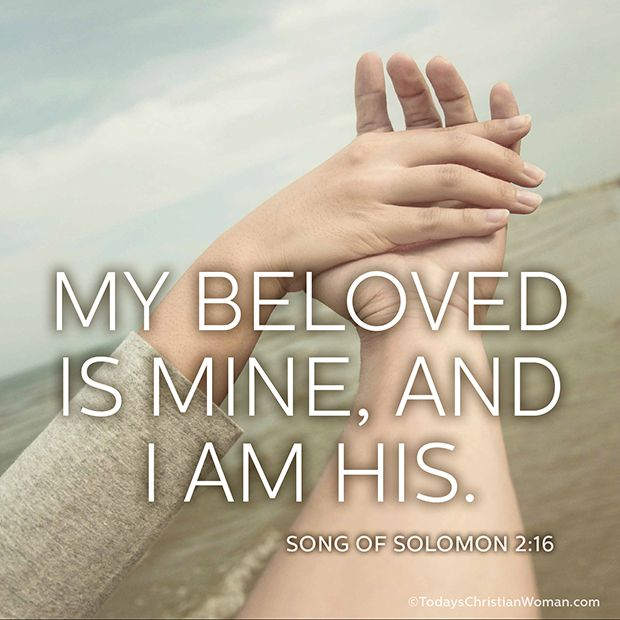 MY BELOVED
IS MINE, AND
I AM HIS.
SONG OF SOLOMON 2:16
©TodaysChristianWoman.com